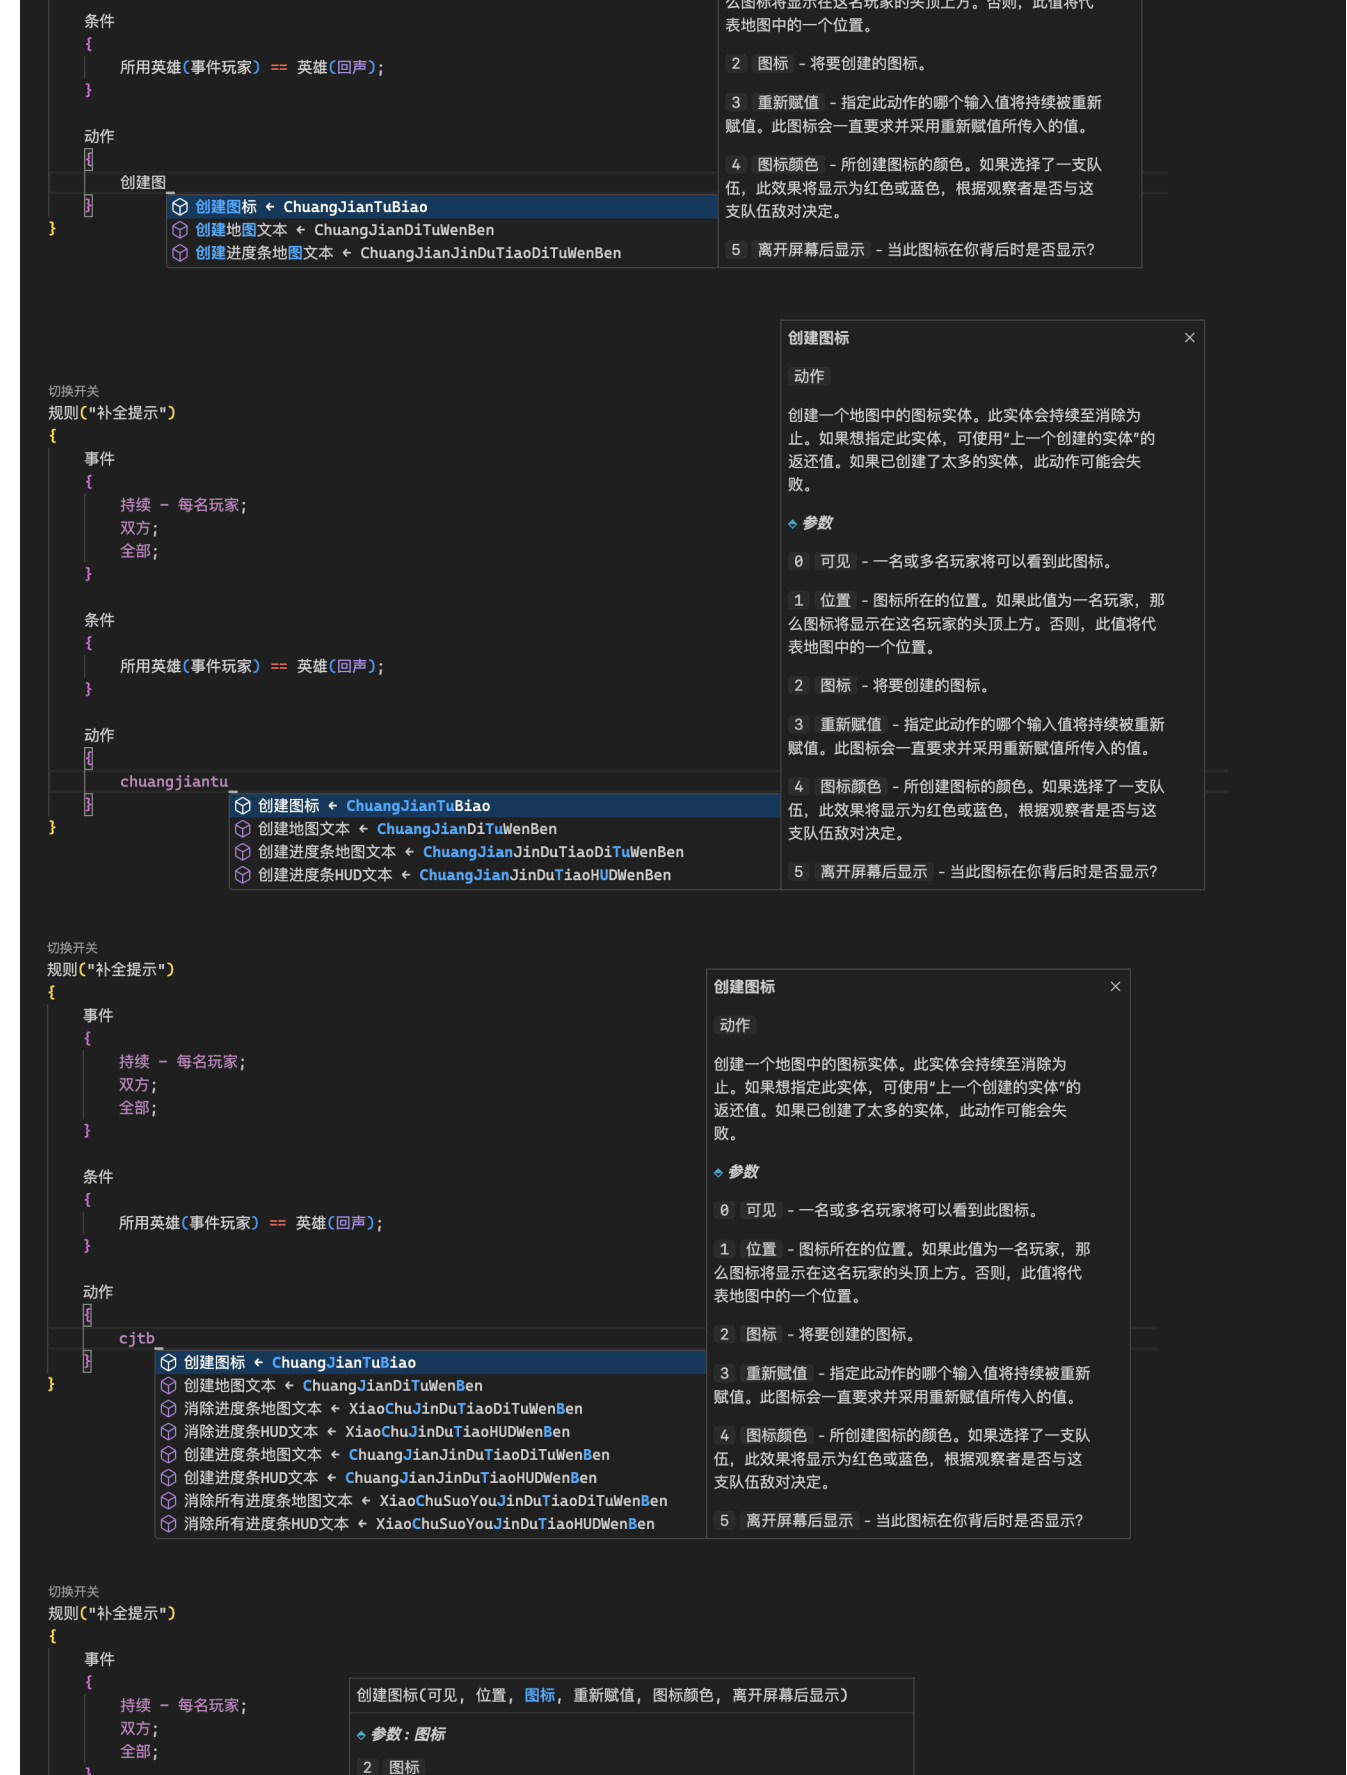 条件
{
所用英雄(事件玩家) == 英雄(回声);
}
动作
{
创建图
}
}
创建图标 ← ChuangJianTuBiao
创建地图文本 ← ChuangJianDiTuWenBen
创建进度条地图文本 ← ChuangJianJinDuTiaoDiTuWenBen
么图标将显示在这名玩家的头顶上方。否则，此值将代
表地图中的一个位置。
2 图标 - 将要创建的图标。
3 重新赋值 - 指定此动作的哪个输入值将持续被重新
赋值。此图标会一直要求并采用重新赋值所传入的值。
4 图标颜色 - 所创建图标的颜色。如果选择了一支队
伍，此效果将显示为红色或蓝色，根据观察者是否与这
支队伍敌对决定。
5 离开屏幕后显示 - 当此图标在你背后时是否显示？
切换开关
规则("补全提示")
{
事件
{
持续 - 每名玩家;
双方;
全部;
}
条件
{
所用英雄(事件玩家) == 英雄(回声);
}
动作
{
chuangjiantu
}
}
创建图标 ← ChuangJianTuBiao
创建地图文本 ← ChuangJianDiTuWenBen
创建进度条地图文本 ← ChuangJianJinDuTiaoDiTuWenBen
创建进度条HUD文本 ← ChuangJianJinDuTiaoHUDWenBen
创建图标
动作
创建一个地图中的图标实体。此实体会持续至消除为
止。如果想指定此实体，可使用“上一个创建的实体”的
返还值。如果已创建了太多的实体，此动作可能会失
败。
参数
0 可见 - 一名或多名玩家将可以看到此图标。
1 位置 - 图标所在的位置。如果此值为一名玩家，那
么图标将显示在这名玩家的头顶上方。否则，此值将代
表地图中的一个位置。
2 图标 - 将要创建的图标。
3 重新赋值 - 指定此动作的哪个输入值将持续被重新
赋值。此图标会一直要求并采用重新赋值所传入的值。
4 图标颜色 - 所创建图标的颜色。如果选择了一支队
伍，此效果将显示为红色或蓝色，根据观察者是否与这
支队伍敌对决定。
5 离开屏幕后显示 - 当此图标在你背后时是否显示？
切换开关
规则("补全提示")
{
事件
{
持续 - 每名玩家;
双方;
全部;
}
条件
{
所用英雄(事件玩家) == 英雄(回声);
}
动作
{
cjtb
}
}
创建图标 ← ChuangJianTuBiao
创建地图文本 ← ChuangJianDiTuWenBen
消除进度条地图文本 ← XiaoChuJinDuTiaoDiTuWenBen
消除进度条HUD文本 ← XiaoChuJinDuTiaoHUDWenBen
创建进度条地图文本 ← ChuangJianJinDuTiaoDiTuWenBen
创建进度条HUD文本 ← ChuangJianJinDuTiaoHUDWenBen
消除所有进度条地图文本 ← XiaoChuSuoYouJinDuTiaoDiTuWenBen
消除所有进度条HUD文本 ← XiaoChuSuoYouJinDuTiaoHUDWenBen
创建图标
动作
创建一个地图中的图标实体。此实体会持续至消除为
止。如果想指定此实体，可使用“上一个创建的实体”的
返还值。如果已创建了太多的实体，此动作可能会失
败。
参数
0 可见 - 一名或多名玩家将可以看到此图标。
1 位置 - 图标所在的位置。如果此值为一名玩家，那
么图标将显示在这名玩家的头顶上方。否则，此值将代
表地图中的一个位置。
2 图标 - 将要创建的图标。
3 重新赋值 - 指定此动作的哪个输入值将持续被重新
赋值。此图标会一直要求并采用重新赋值所传入的值。
4 图标颜色 - 所创建图标的颜色。如果选择了一支队
伍，此效果将显示为红色或蓝色，根据观察者是否与这
支队伍敌对决定。
5 离开屏幕后显示 - 当此图标在你背后时是否显示？
切换开关
规则("补全提示")
{
事件
{
持续 - 每名玩家;
双方;
全部;
}
创建图标(可见, 位置, 图标, 重新赋值, 图标颜色, 离开屏幕后显示)
参数：图标
2 图标